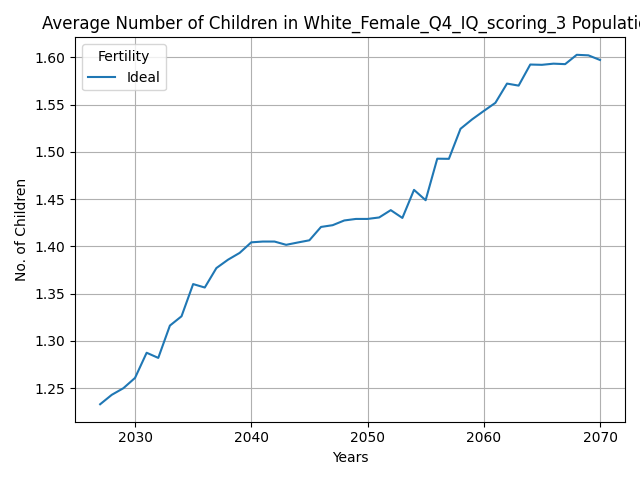 Average Number of Children in White_Female_Q4_IQ_scoring_3 Populatio
Fertility
Ideal
1.60
1.55
1.50
1.45
1.40
1.35
1.30
1.25
No. of Children
2030 2040 2050 2060 2070
Years